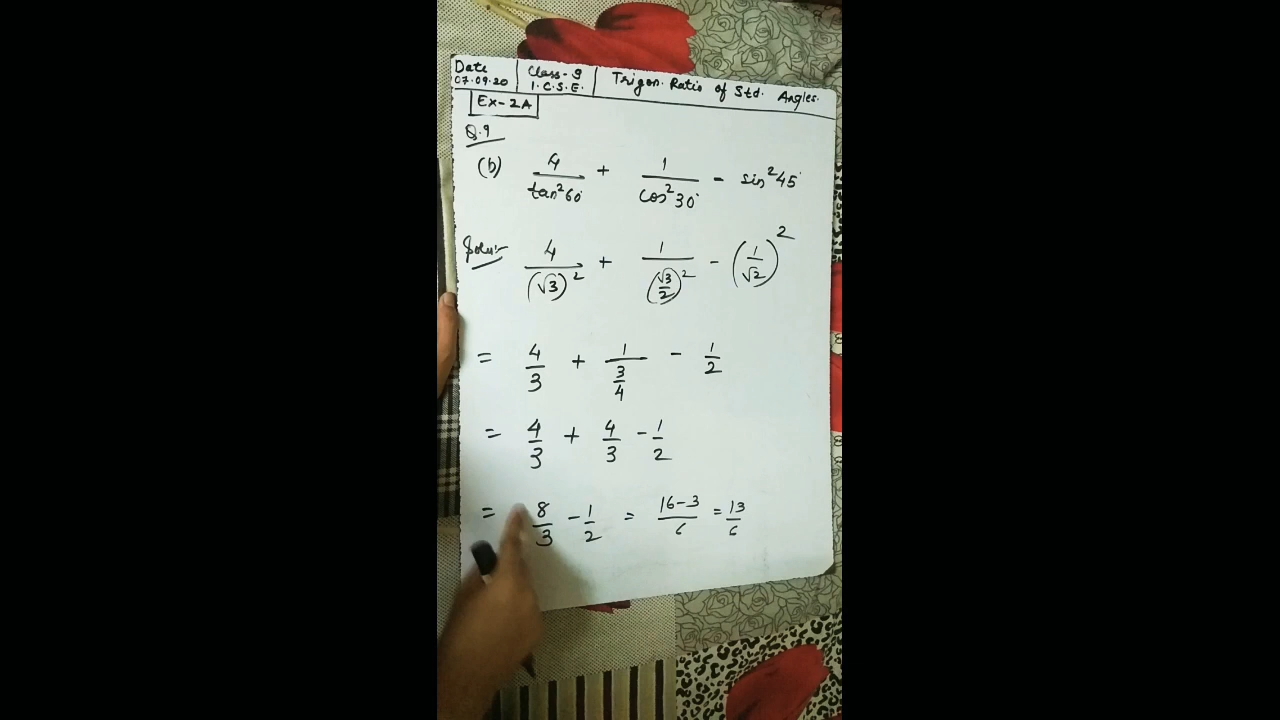 Date 07.09.20 | Class-9 I.C.S.E. | Trigon. Ratio of Std. Angles.
Ex-2A
Q.9
(b) 4/tan²60° + 1/cos²30° - sin²45°
Solu:- 4/(√3)² + 1/(√3/2)² - (1/√2)²
= 4/3 + 1/(3/4) - 1/2
= 4/3 + 4/3 - 1/2
= 8/3 - 1/2 = 16-3/6 = 13/6